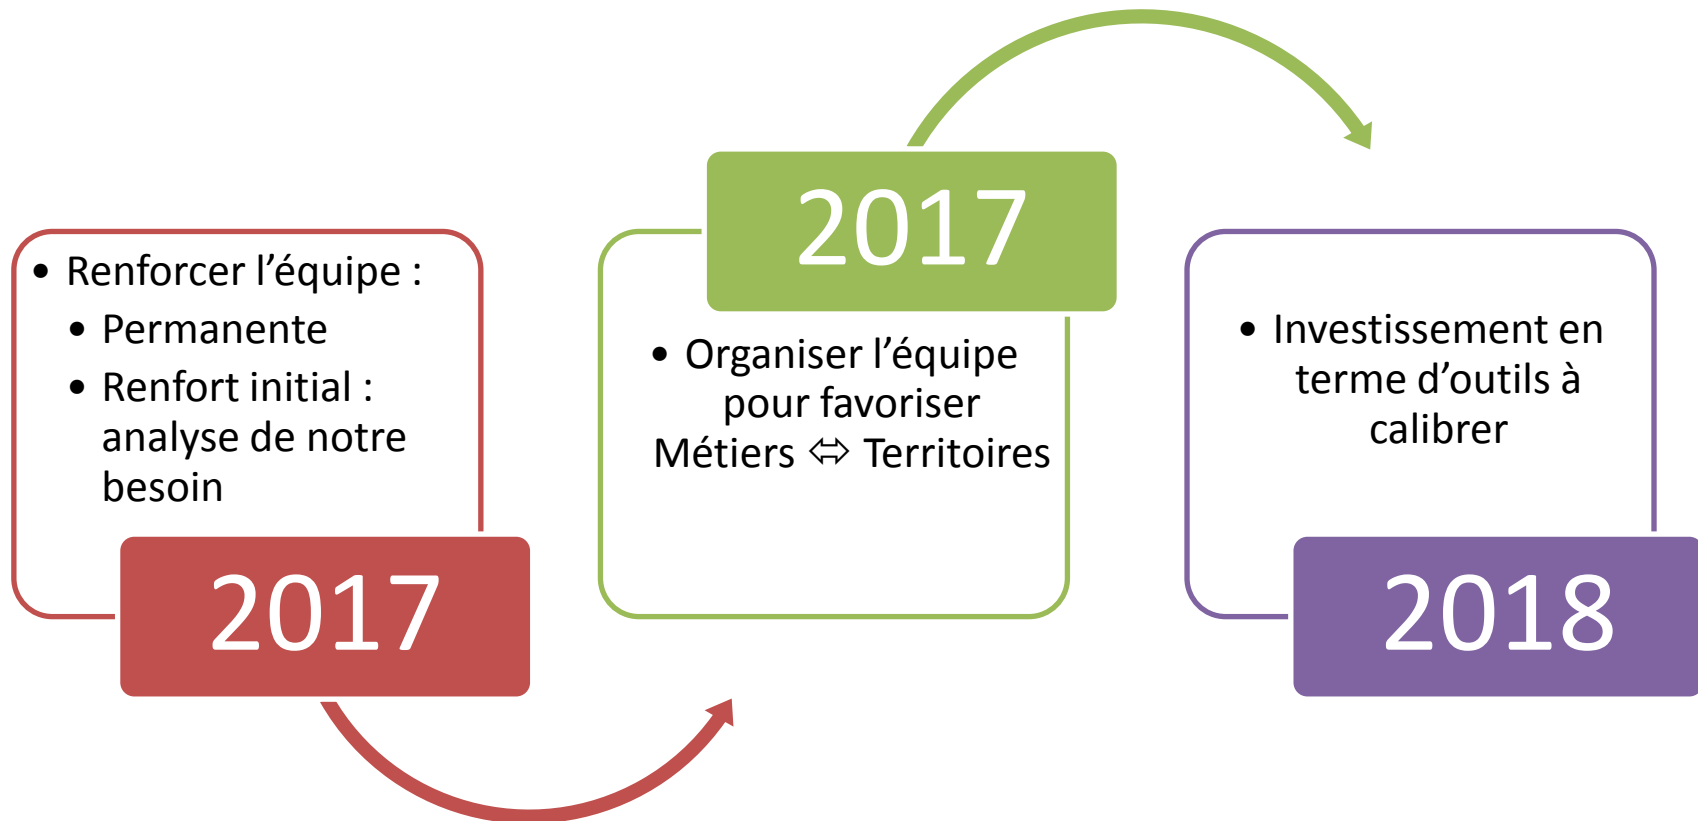 • Renforcer l’équipe :
• Permanente
• Renfort initial :
analyse de notre
besoin
2017
2017
• Organiser l’équipe
pour favoriser
Métiers ⬄ Territoires
• Investissement en
terme d’outils à
calibrer
2018